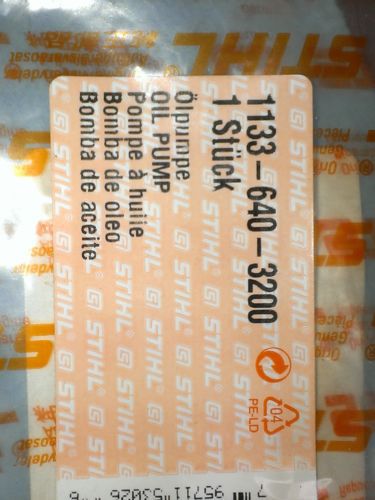 1133-640-3200
1 Stück
Ölpumpe
OIL PUMP
Pompe à huile
Bomba de oleo
Bomba de aceite
04
PE-LD
STIHL